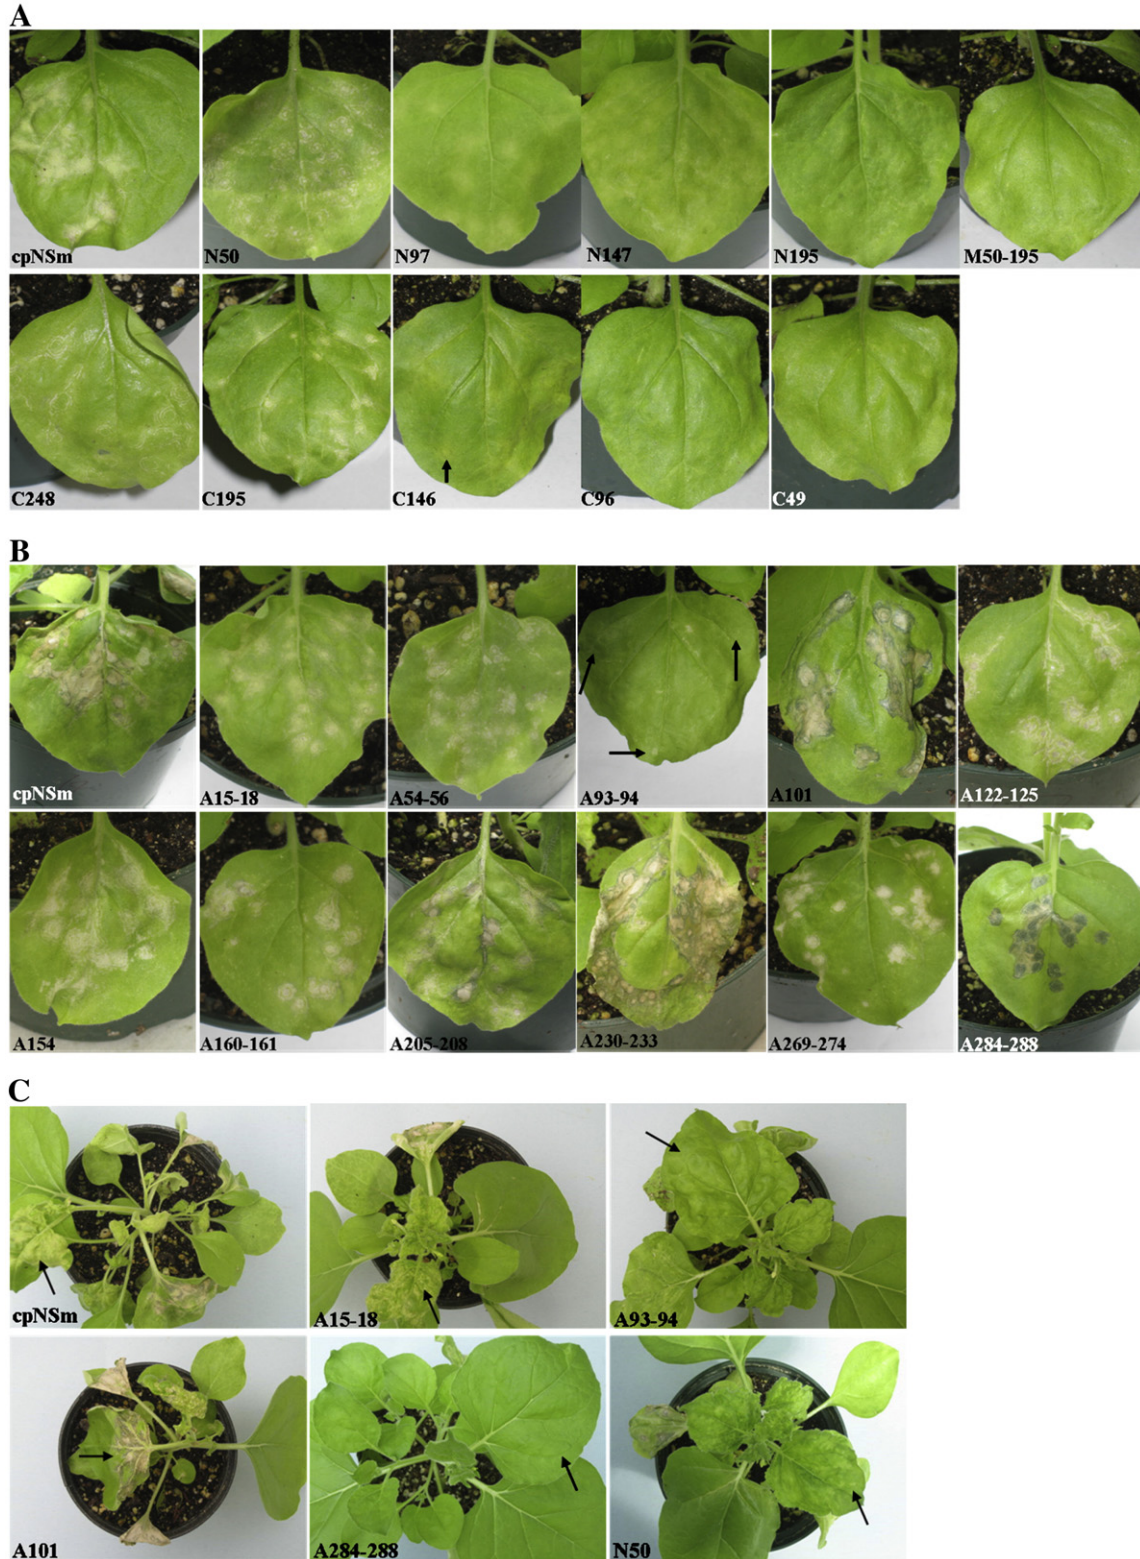 A
cpNSm N50 N97 N147 N195 M50-195
C248 C195 C146 C96 C49
B
cpNSm A15-18 A54-56 A93-94 A101 A122-125
A154 A160-161 A205-208 A230-233 A269-274 A284-288
C
cpNSm A15-18 A93-94
A101 A284-288 N50